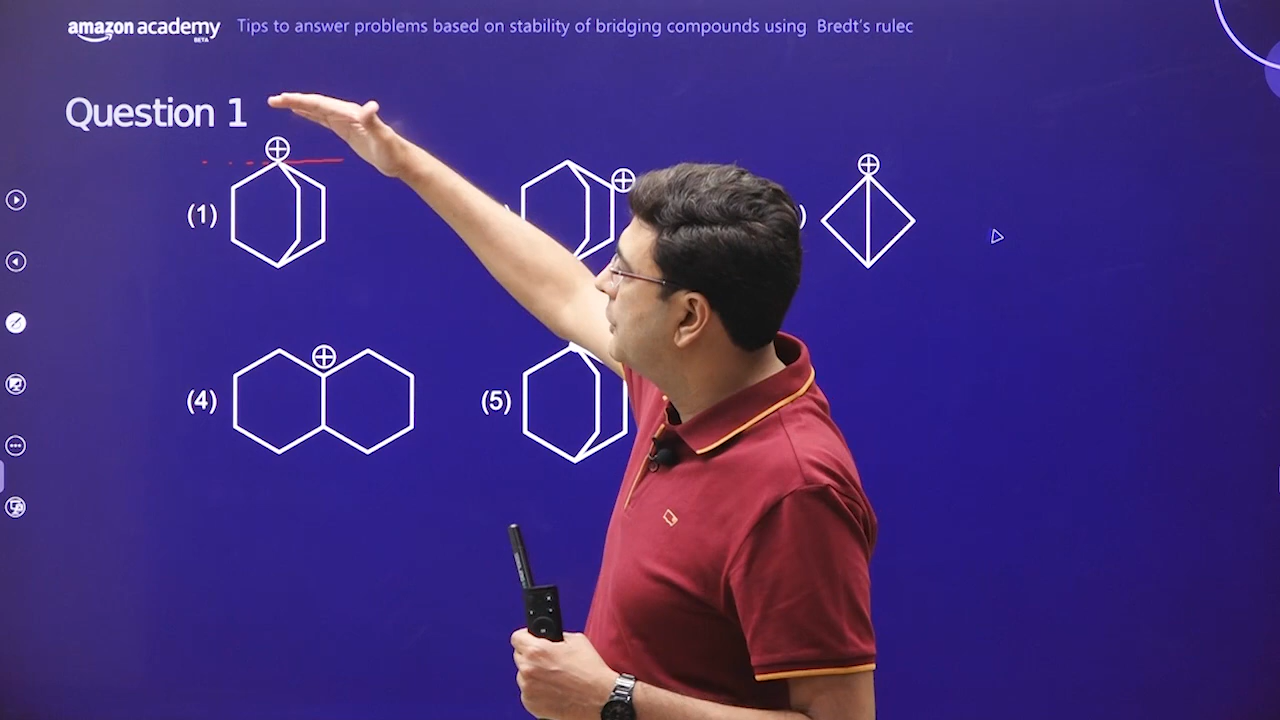 amazon academy
BETA
Tips to answer problems based on stability of bridging compounds using Bredt's rulec
Question 1
(1)
)
(4)
(5)